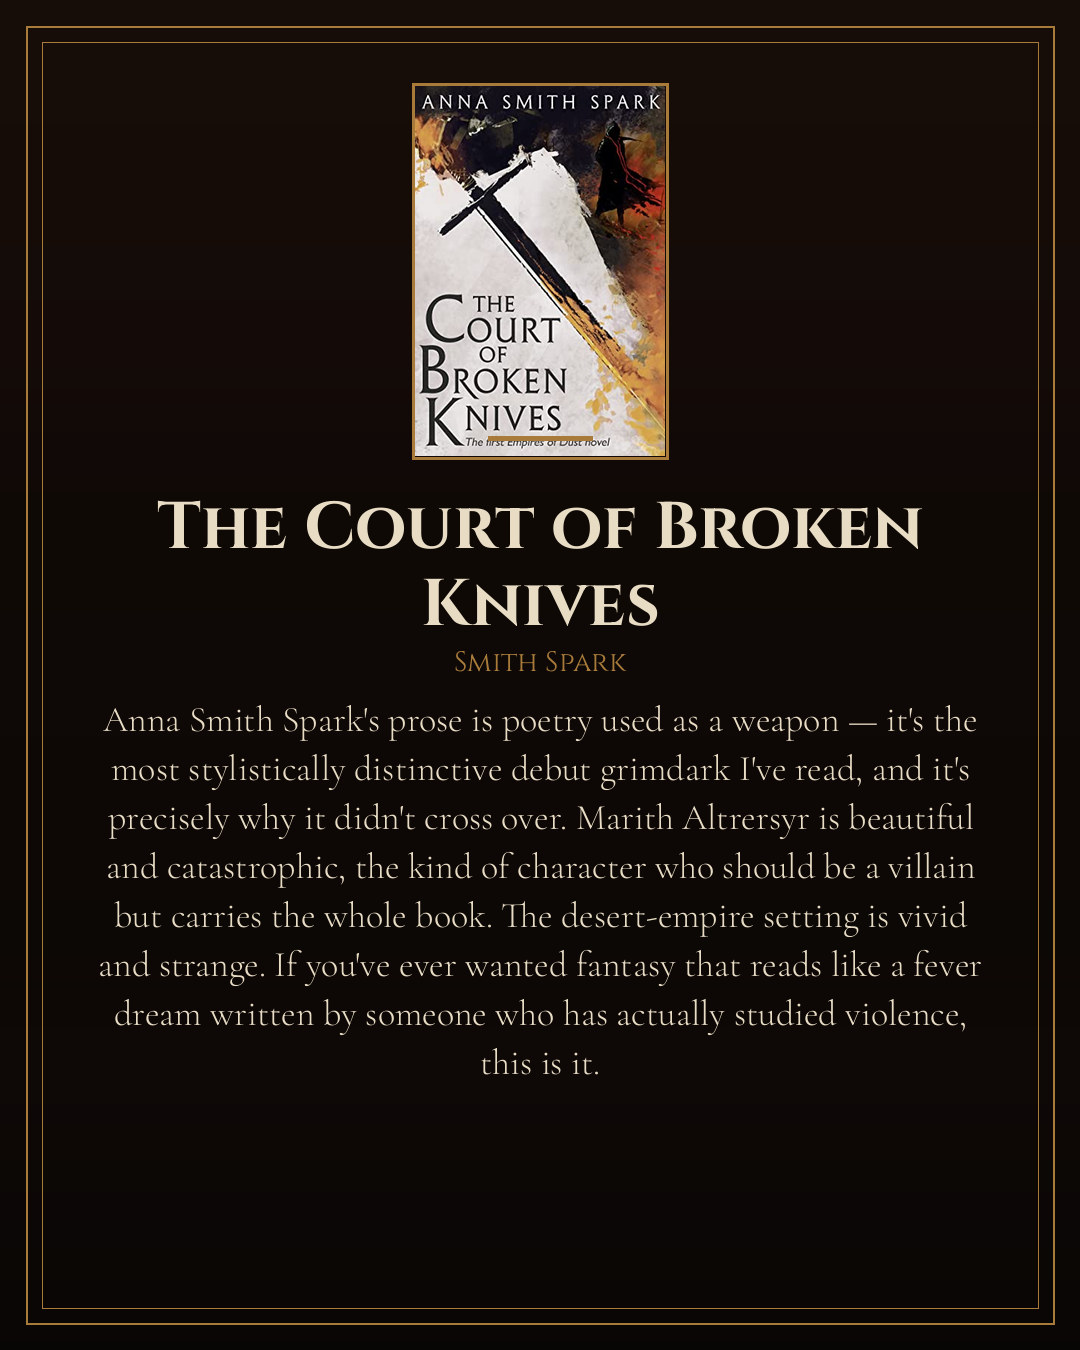 ANNA SMITH SPARK
THE
COURT
OF
BROKEN
KNIVES
The first Empires of Dust novel
The Court of Broken
Knives
Smith Spark
Anna Smith Spark's prose is poetry used as a weapon — it's the
most stylistically distinctive debut grimdark I've read, and it's
precisely why it didn't cross over. Marith Altrersyr is beautiful
and catastrophic, the kind of character who should be a villain
but carries the whole book. The desert-empire setting is vivid
and strange. If you've ever wanted fantasy that reads like a fever
dream written by someone who has actually studied violence,
this is it.